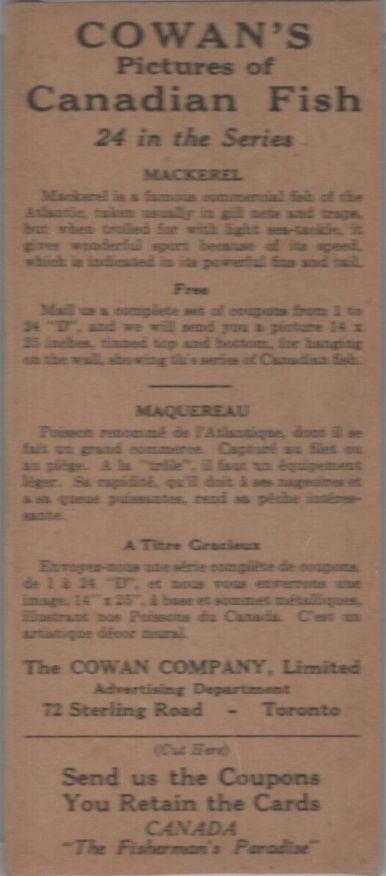 COWAN'S
Pictures of
Canadian Fish
24 in the Series
MACKEREL
Mackerel is a famous commercial fish of the
Atlantic, taken usually in gill nets and traps,
but when trolled for with light sea-tackle, it
gives wonderful sport because of its speed,
which is indicated in its powerful fins and tail.
Free
Mail us a complete set of coupons from 1 to
24 "D", and we will send you a picture 14 x
25 inches, tinned top and bottom, for hanging
on the wall, showing th's series of Canadian fish.
MAQUEREAU
Poisson renommé de l'Atlantique, dont il se
fait un grand commerce. Capturé au filet ou
au piège. A la "trôle", il faut un équipement
léger. Sa rapidité, qu'il doit à ses nageoires et
a sa queue puissantes, rend sa pêche intéres-
sante.
A Titre Gracieux
Envoyez-nous une série complète de coupons,
de 1 à 24 "D", et nous vous enverrons une
image, 14" x 25", à base et sommet métalliques,
illustrant nos Poissons du Canada. C'est un
artistique décor mural.
The COWAN COMPANY, Limited
Advertising Department
72 Sterling Road - Toronto
(Cut Here)
Send us the Coupons
You Retain the Cards
CANADA
"The Fisherman's Paradise"